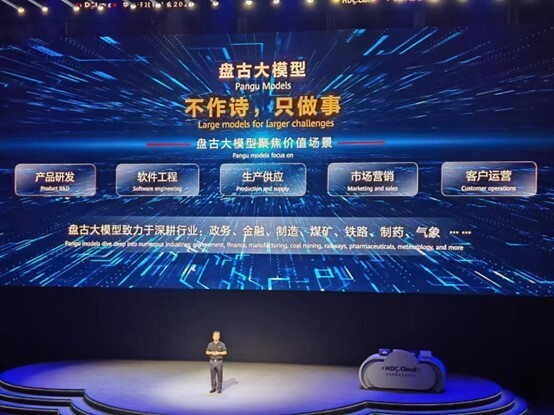 HDC.Cloud
盘古大模型
Pangu Models
不作诗，只做事
Large models for larger challenges
盘古大模型聚焦价值场景
Pangu models focus on
产品研发
Product R&D
软件工程
Software engineering
生产供应
Production and supply
市场营销
Marketing and sales
客户运营
Customer operations
盘古大模型致力于深耕行业：政务、金融、制造、煤矿、铁路、制药、气象 … …
Pangu models dive deep into numerous industries: government, finance, manufacturing, coal mining, railways, pharmaceuticals, meteorology, and more
HDC.Cloud